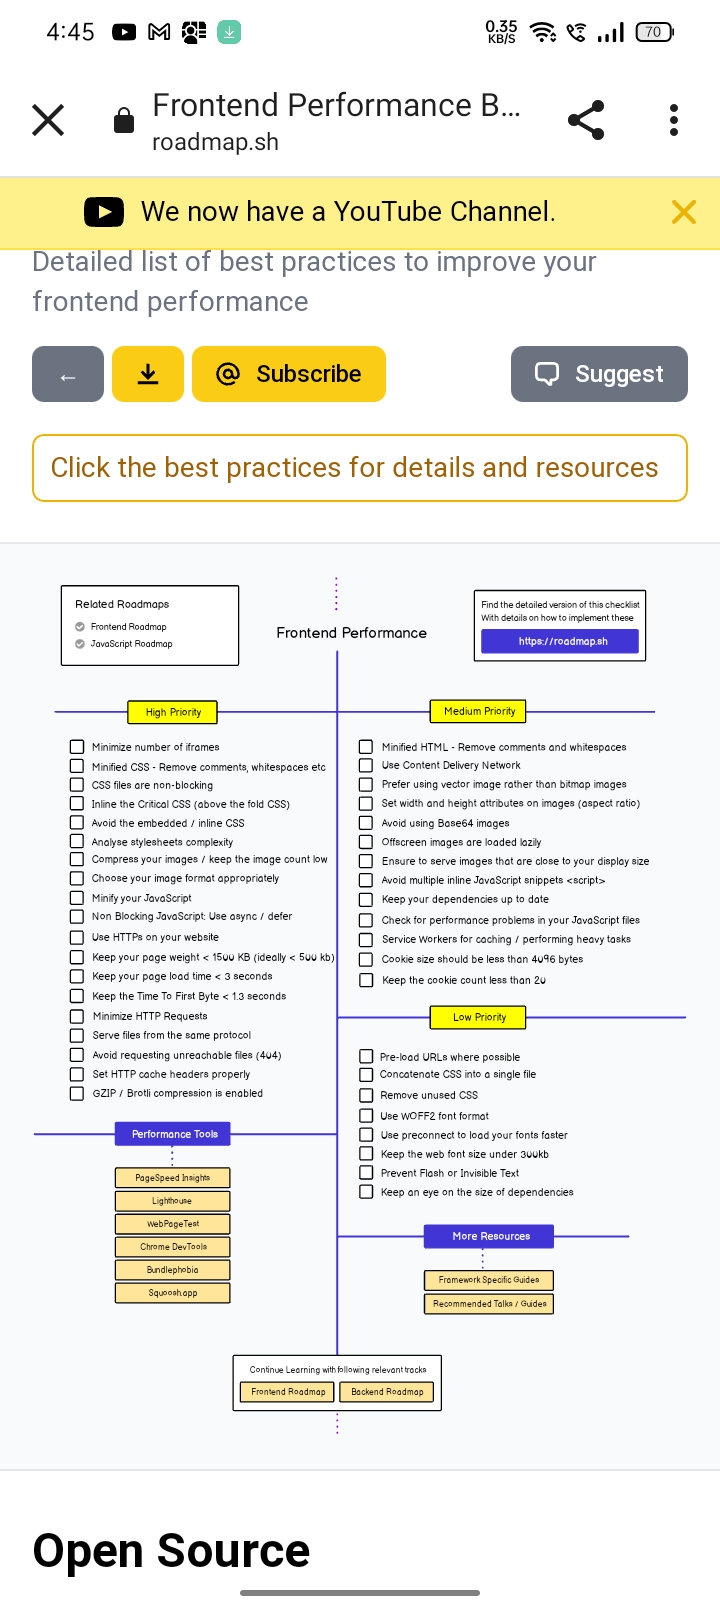 4:45
0.35
KB/S
70
Frontend Performance B...
roadmap.sh
We now have a YouTube Channel.
Detailed list of best practices to improve your
frontend performance
←
Subscribe
Suggest
Click the best practices for details and resources
Related Roadmaps
Frontend Roadmap
JavaScript Roadmap
Frontend Performance
Find the detailed version of this checklist
With details on how to implement these
https://roadmap.sh
High Priority
Minimize number of iframes
Minified CSS - Remove comments, whitespaces etc
CSS files are non-blocking
Inline the Critical CSS (above the fold CSS)
Avoid the embedded / inline CSS
Analyse stylesheets complexity
Compress your images / keep the image count low
Choose your image format appropriately
Minify your JavaScript
Non Blocking JavaScript: Use async / defer
Use HTTPs on your website
Keep your page weight < 1500 KB (ideally < 500 kb)
Keep your page load time < 3 seconds
Keep the Time To First Byte < 1.3 seconds
Minimize HTTP Requests
Serve files from the same protocol
Avoid requesting unreachable files (404)
Set HTTP cache headers properly
GZIP / Brotli compression is enabled
Medium Priority
Minified HTML - Remove comments and whitespaces
Use Content Delivery Network
Prefer using vector image rather than bitmap images
Set width and height attributes on images (aspect ratio)
Avoid using Base64 images
Offscreen images are loaded lazily
Ensure to serve images that are close to your display size
Avoid multiple inline JavaScript snippets <script>
Keep your dependencies up to date
Check for performance problems in your JavaScript files
Service Workers for caching / performing heavy tasks
Cookie size should be less than 4096 bytes
Keep the cookie count less than 20
Low Priority
Pre-load URLs where possible
Concatenate CSS into a single file
Remove unused CSS
Use WOFF2 font format
Use preconnect to load your fonts faster
Keep the web font size under 300kb
Prevent Flash or Invisible Text
Keep an eye on the size of dependencies
Performance Tools
PageSpeed Insights
Lighthouse
WebPageTest
Chrome DevTools
Bundlephobia
Squoosh.app
More Resources
Framework Specific Guides
Recommended Talks / Guides
Continue Learning with following relevant tracks
Frontend Roadmap
Backend Roadmap
Open Source